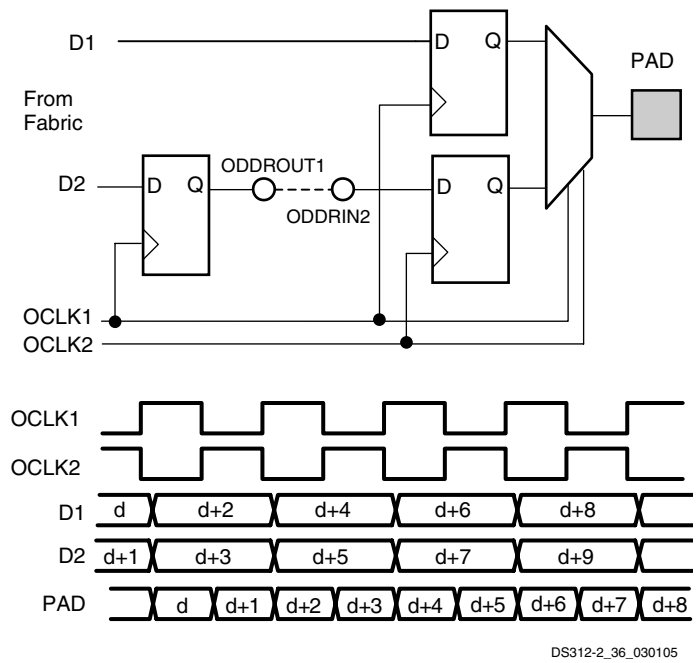 D1
D Q
PAD
From
Fabric
D2
D Q
ODDROUT1
ODDRIN2
D Q
OCLK1
OCLK2
OCLK1
OCLK2
D1 d d+2 d+4 d+6 d+8
D2 d+1 d+3 d+5 d+7 d+9
PAD d d+1 d+2 d+3 d+4 d+5 d+6 d+7 d+8
DS312-2_36_030105